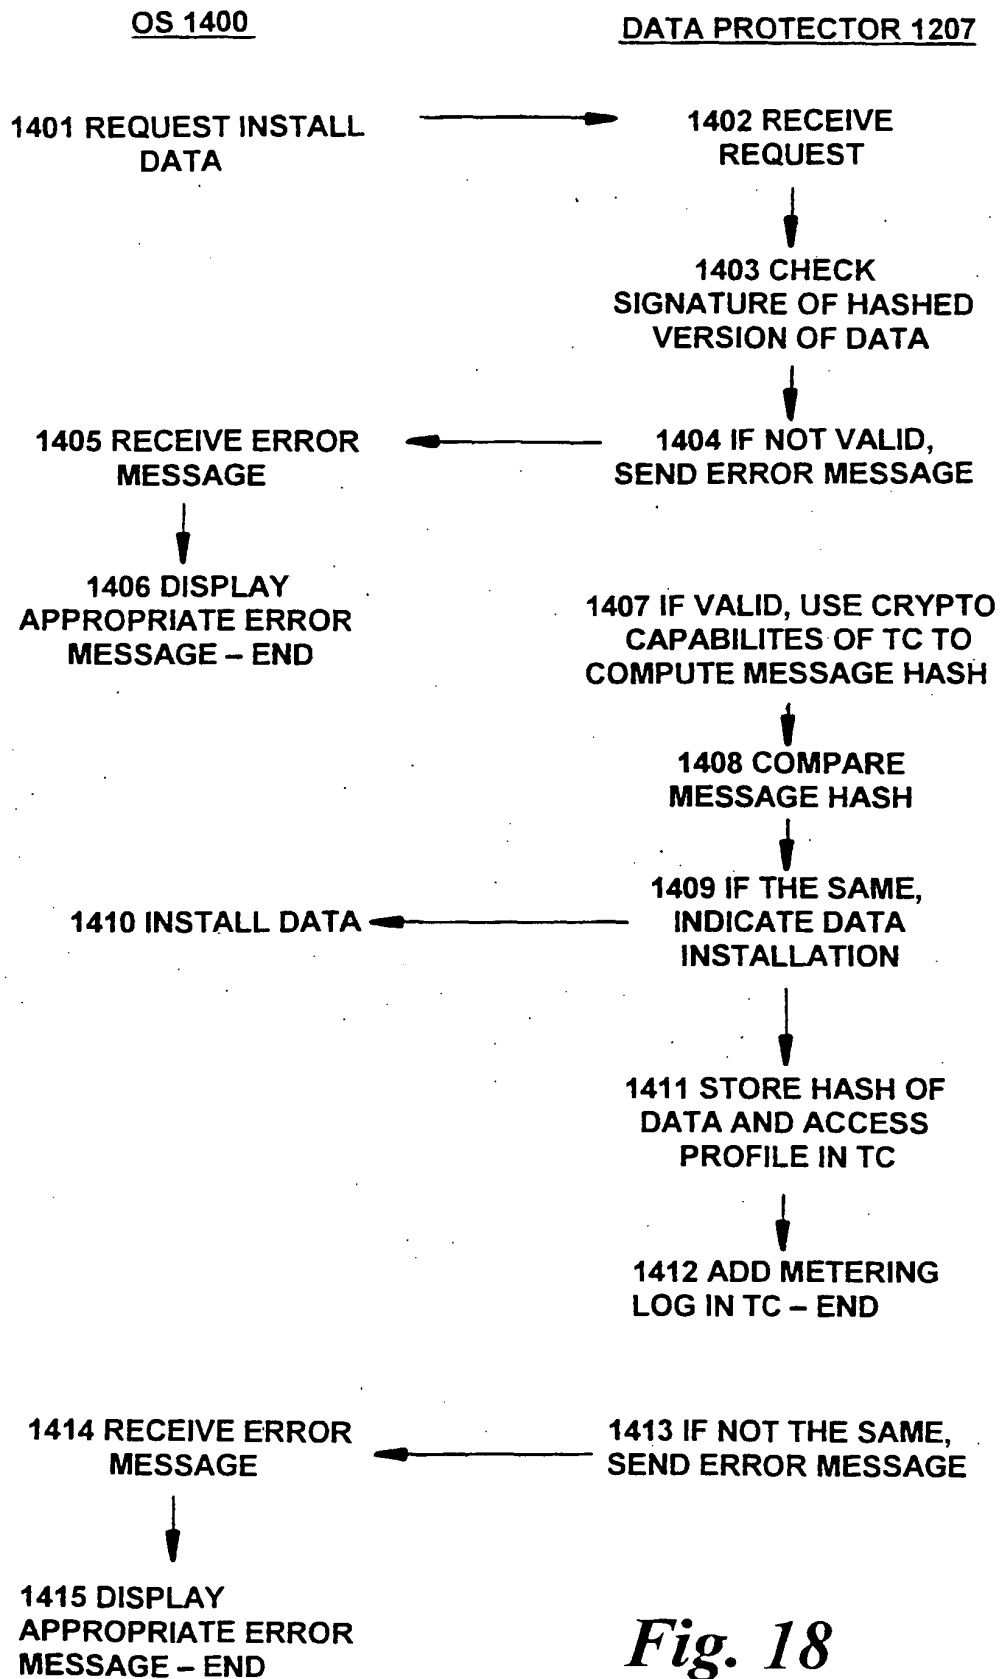 OS 1400
DATA PROTECTOR 1207
1401 REQUEST INSTALL
DATA
1402 RECEIVE
REQUEST
1403 CHECK
SIGNATURE OF HASHED
VERSION OF DATA
1405 RECEIVE ERROR
MESSAGE
1404 IF NOT VALID,
SEND ERROR MESSAGE
1406 DISPLAY
APPROPRIATE ERROR
MESSAGE – END
1407 IF VALID, USE CRYPTO
CAPABILITES OF TC TO
COMPUTE MESSAGE HASH
1408 COMPARE
MESSAGE HASH
1409 IF THE SAME,
INDICATE DATA
INSTALLATION
1410 INSTALL DATA
1411 STORE HASH OF
DATA AND ACCESS
PROFILE IN TC
1412 ADD METERING
LOG IN TC – END
1414 RECEIVE ERROR
MESSAGE
1413 IF NOT THE SAME,
SEND ERROR MESSAGE
1415 DISPLAY
APPROPRIATE ERROR
MESSAGE – END
Fig. 18